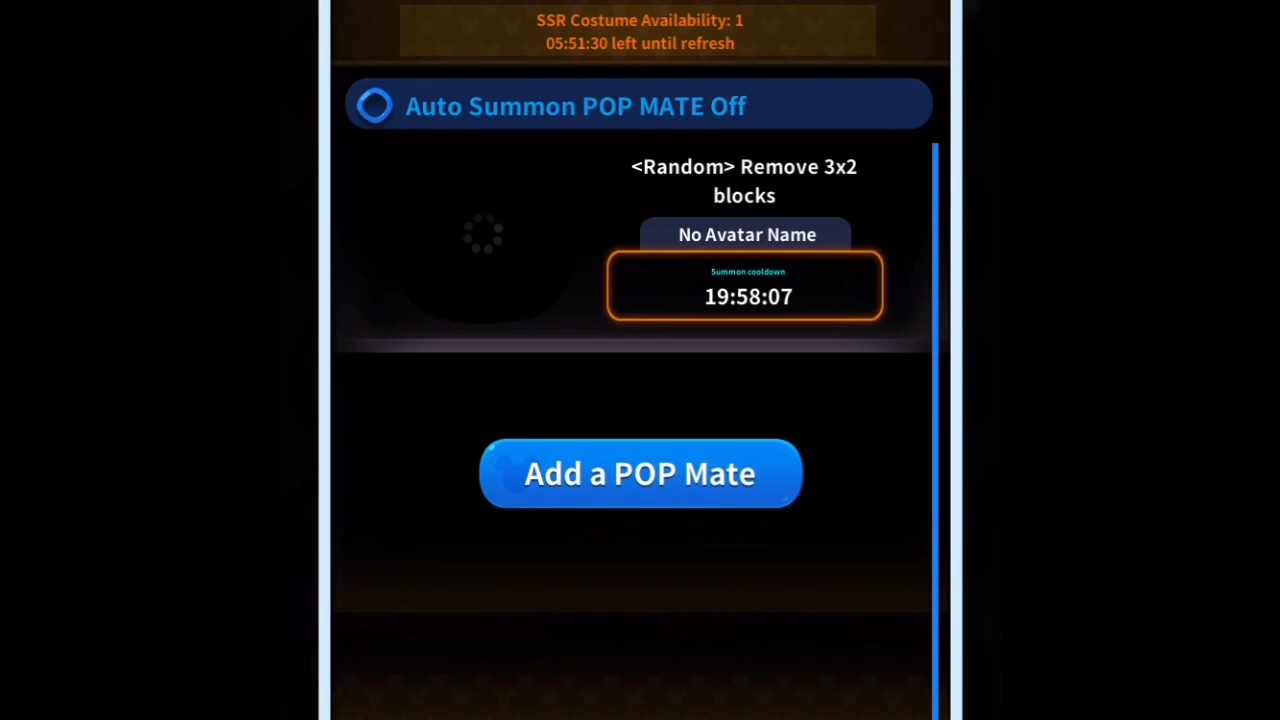 SSR Costume Availability: 1
05:51:30 left until refresh
Auto Summon POP MATE Off
<Random> Remove 3x2
blocks
No Avatar Name
Summon cooldown
19:58:07
Add a POP Mate